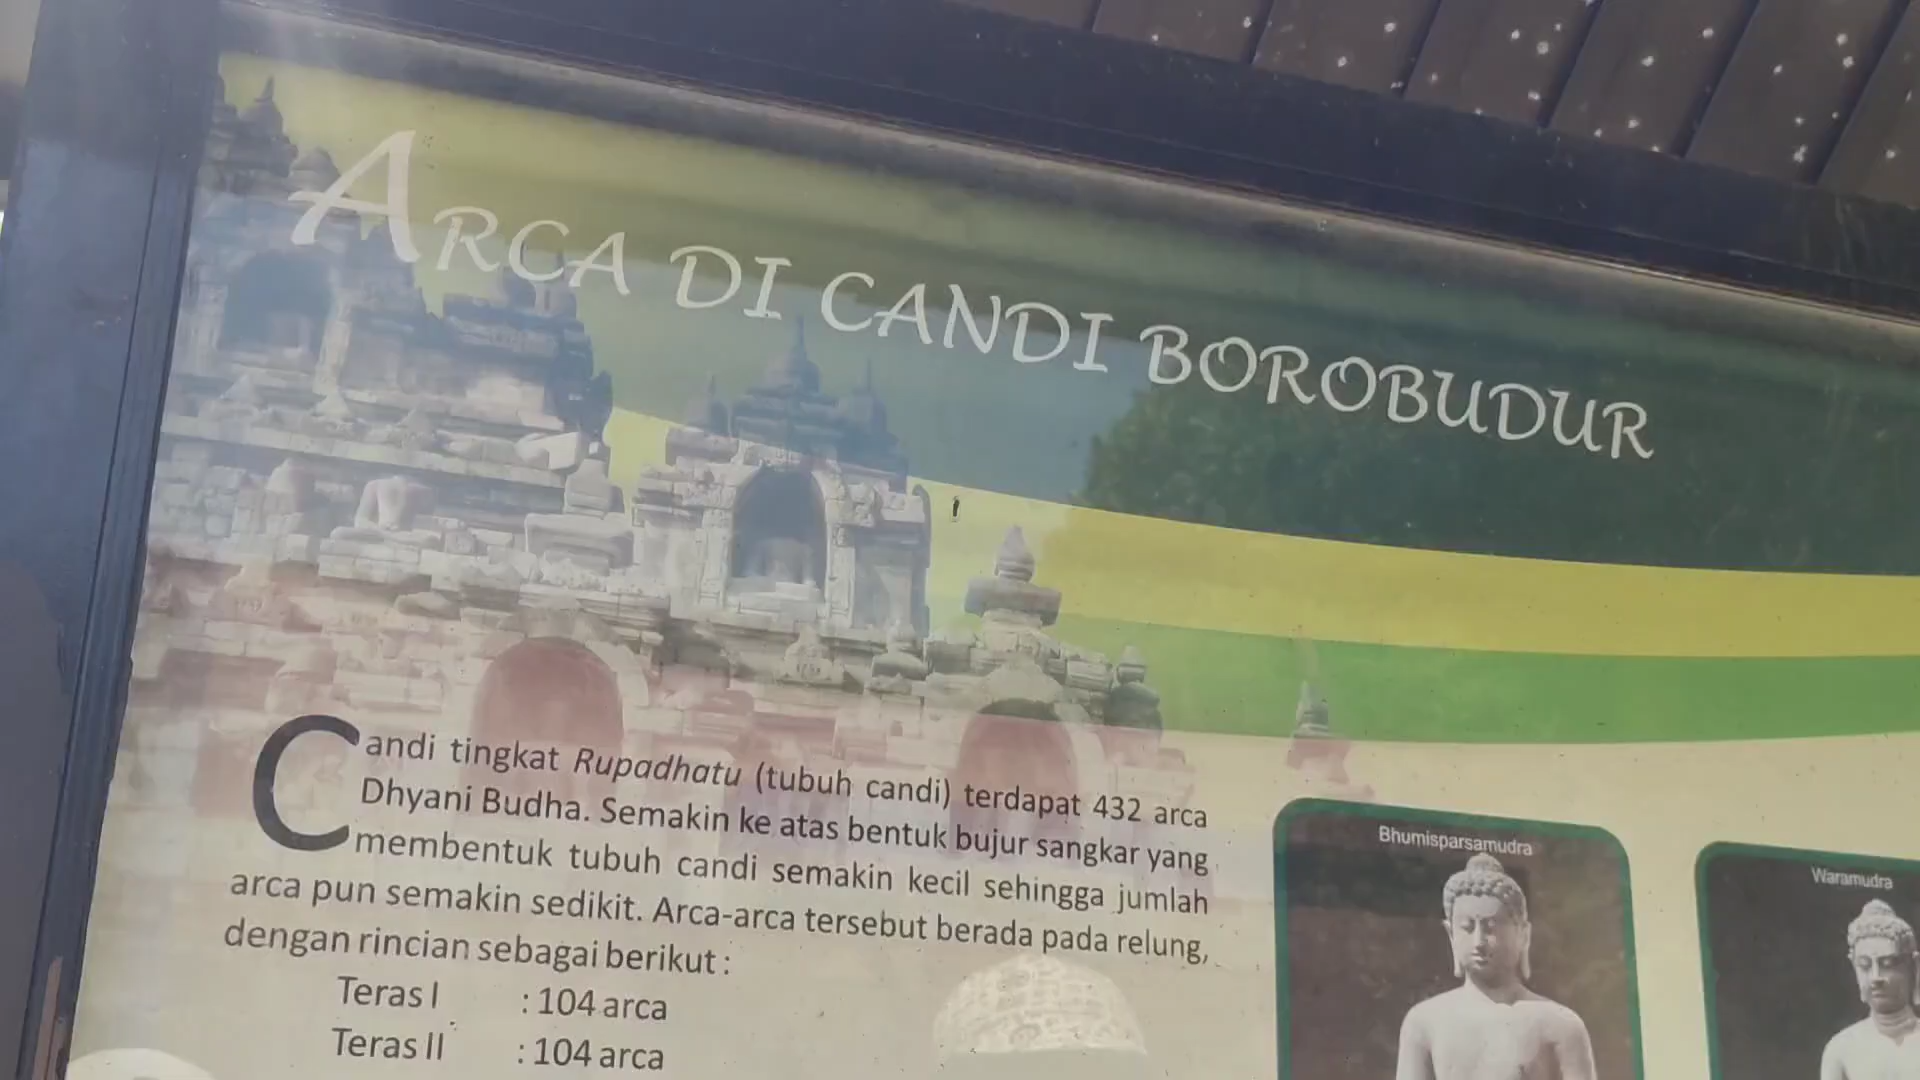 ARCA DI CANDI BOROBUDUR
Candi tingkat Rupadhatu (tubuh candi) terdapat 432 arca
Dhyani Budha. Semakin ke atas bentuk bujur sangkar yang
membentuk tubuh candi semakin kecil sehingga jumlah
arca pun semakin sedikit. Arca-arca tersebut berada pada relung,
dengan rincian sebagai berikut :
Teras I : 104 arca
Teras II : 104 arca
Bhumisparsamudra
Waramudra